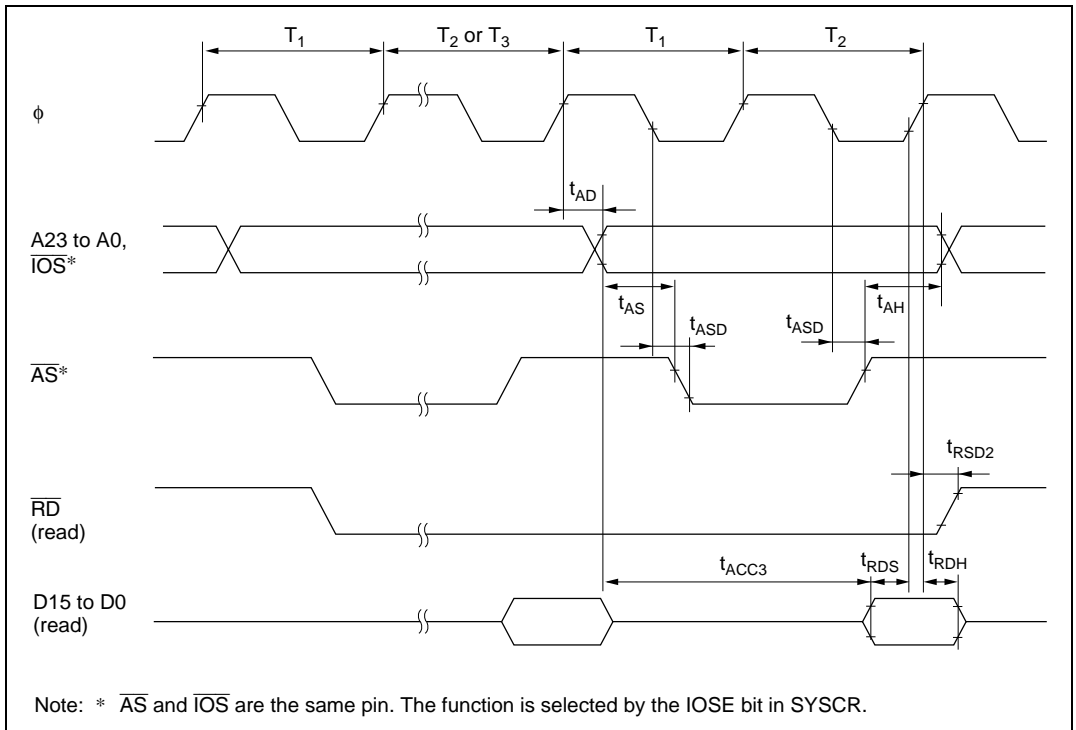 T1 T2 or T3 T1 T2
ϕ
tAD
A23 to A0,
IOS*
tAS tAH
tASD tASD
AS*
tRSD2
RD
(read)
tACC3 tRDS tRDH
D15 to D0
(read)
Note: * AS and IOS are the same pin. The function is selected by the IOSE bit in SYSCR.